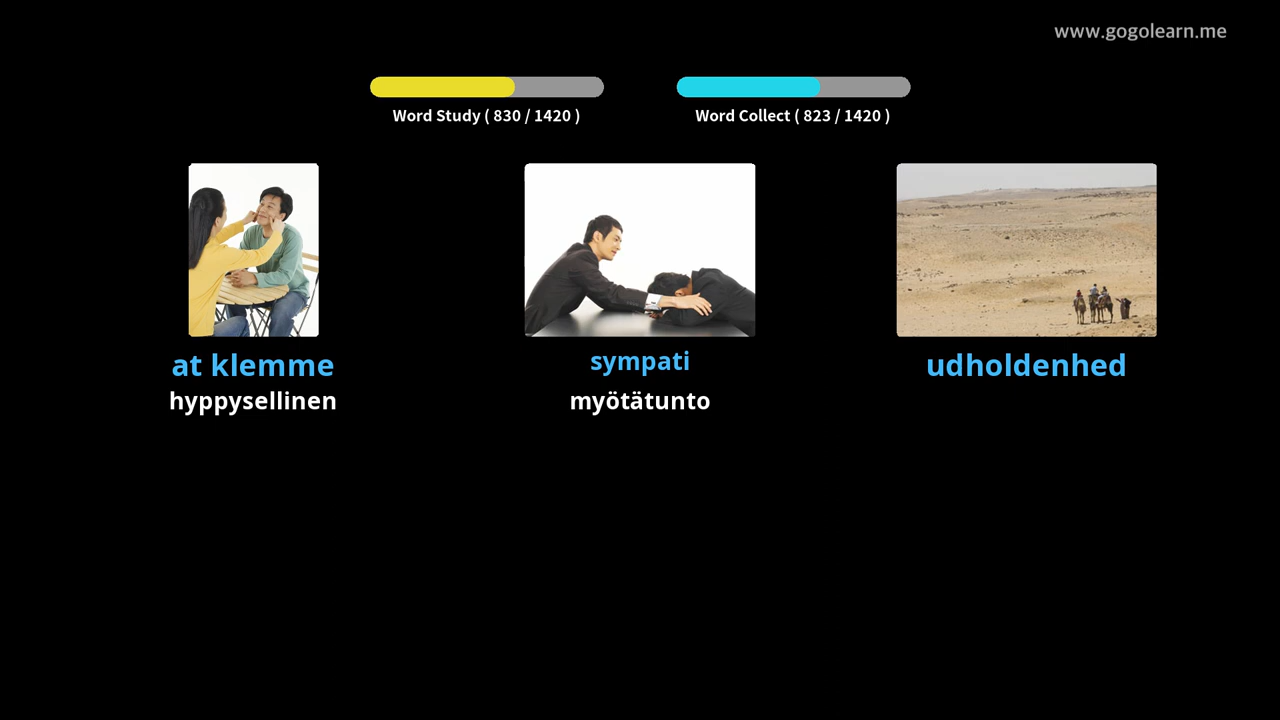 www.gogolearn.me
Word Study ( 830 / 1420 )
Word Collect ( 823 / 1420 )
at klemme
hyppysellinen
sympati
myötätunto
udholdenhed